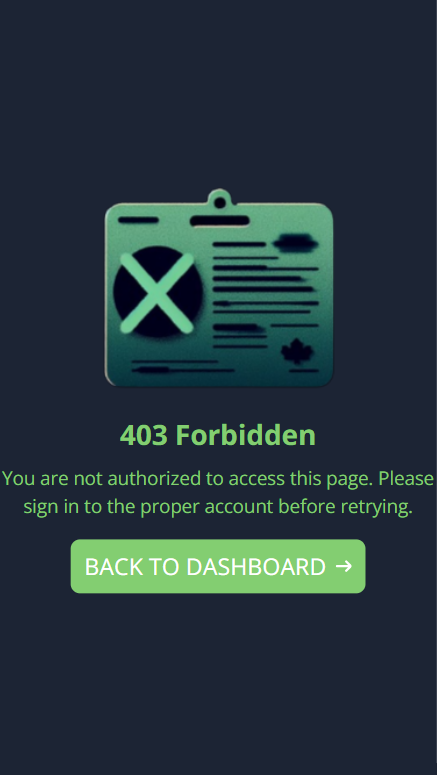 403 Forbidden
You are not authorized to access this page. Please
sign in to the proper account before retrying.
BACK TO DASHBOARD →